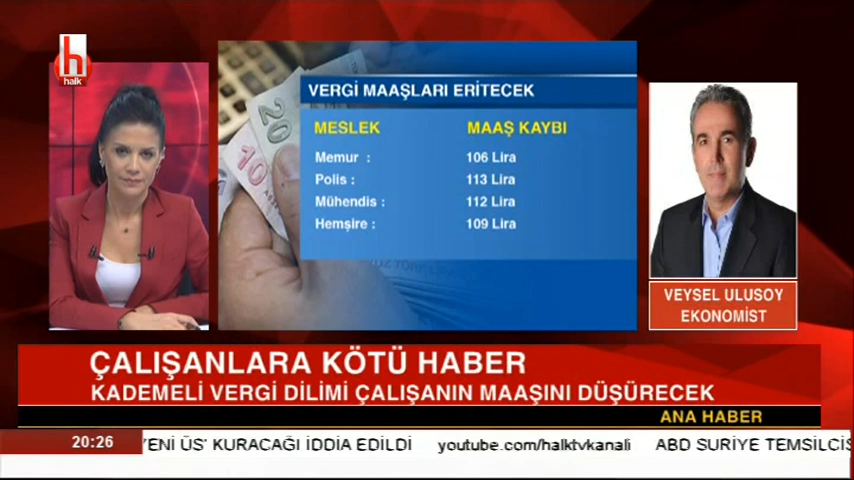 h
halk
VERGİ MAAŞLARI ERİTECEK
MESLEK MAAŞ KAYBI
Memur : 106 Lira
Polis : 113 Lira
Mühendis : 112 Lira
Hemşire : 109 Lira
20
10
VEYSEL ULUSOY
EKONOMİST
ÇALIŞANLARA KÖTÜ HABER
KADEMELİ VERGİ DİLİMİ ÇALIŞANIN MAAŞINI DÜŞÜRECEK
ANA HABER
20:26 YENİ ÜS' KURACAĞI İDDİA EDİLDİ youtube.com/halktvkanali ABD SURİYE TEMSİLCİS